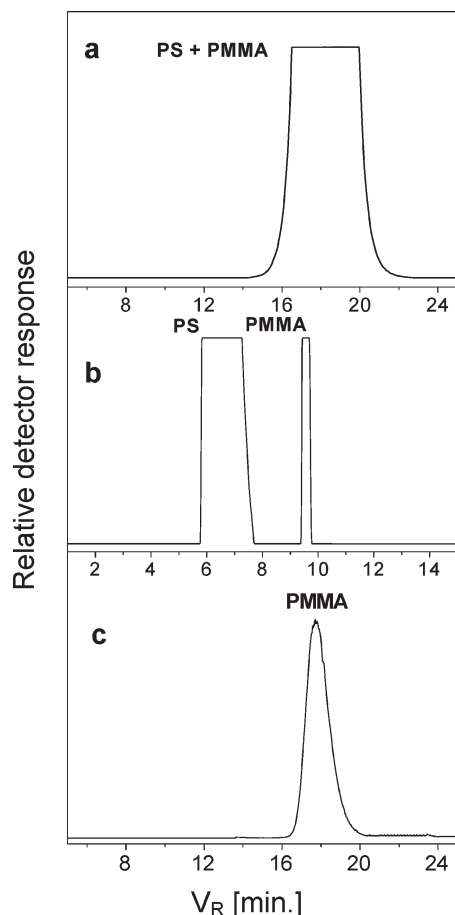 a
PS + PMMA
8 12 16 20 24
PS PMMA
b
2 4 6 8 10 12 14
PMMA
c
8 12 16 20 24
V_R [min.]
Relative detector response